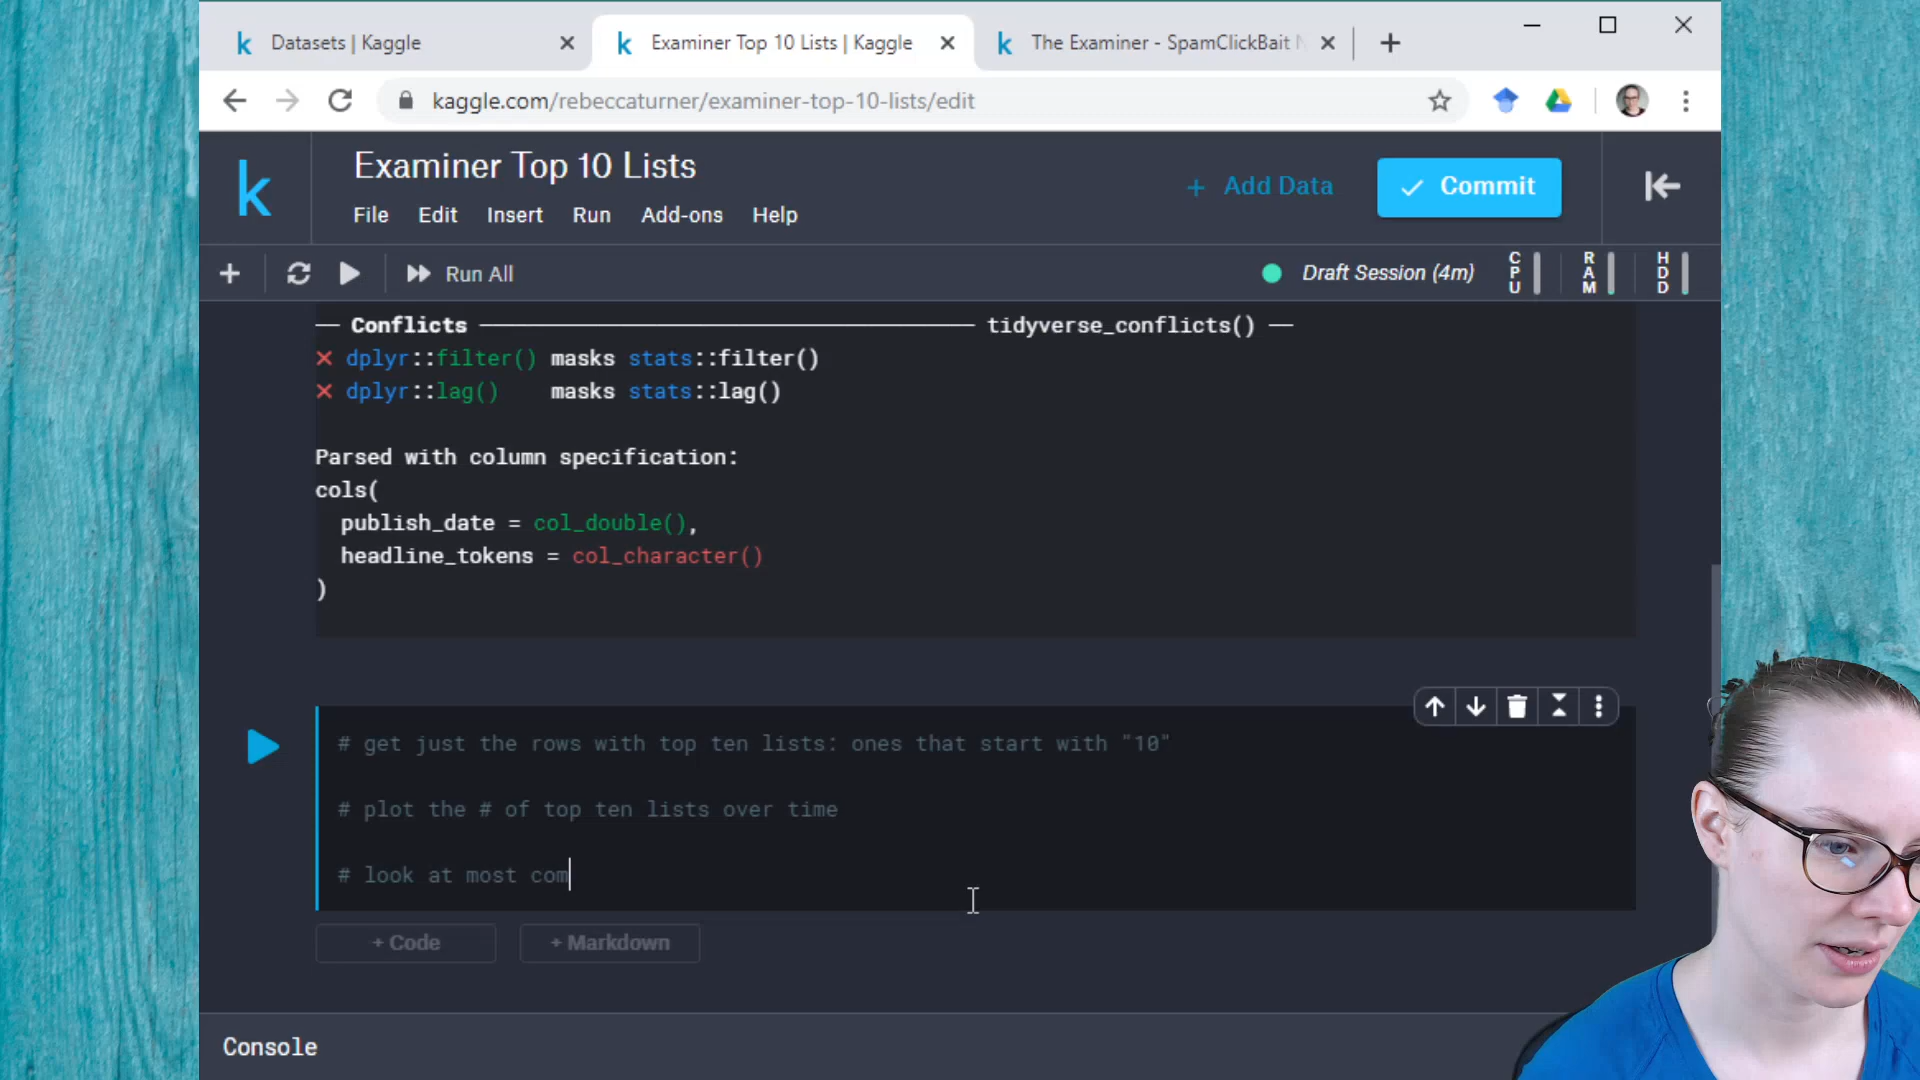 Datasets | Kaggle
Examiner Top 10 Lists | Kaggle
The Examiner - SpamClickBait
kaggle.com/rebeccaturner/examiner-top-10-lists/edit
k
Examiner Top 10 Lists
File Edit Insert Run Add-ons Help
+ Add Data
Commit
Run All
Draft Session (4m)
CPU
RAM
HDD
— Conflicts ——— tidyverse_conflicts() —
✕ dplyr::filter() masks stats::filter()
✕ dplyr::lag()    masks stats::lag()
Parsed with column specification:
cols(
publish_date = col_double(),
headline_tokens = col_character()
)
# get just the rows with top ten lists: ones that start with "10"
# plot the # of top ten lists over time
# look at most com
+ Code
+ Markdown
Console